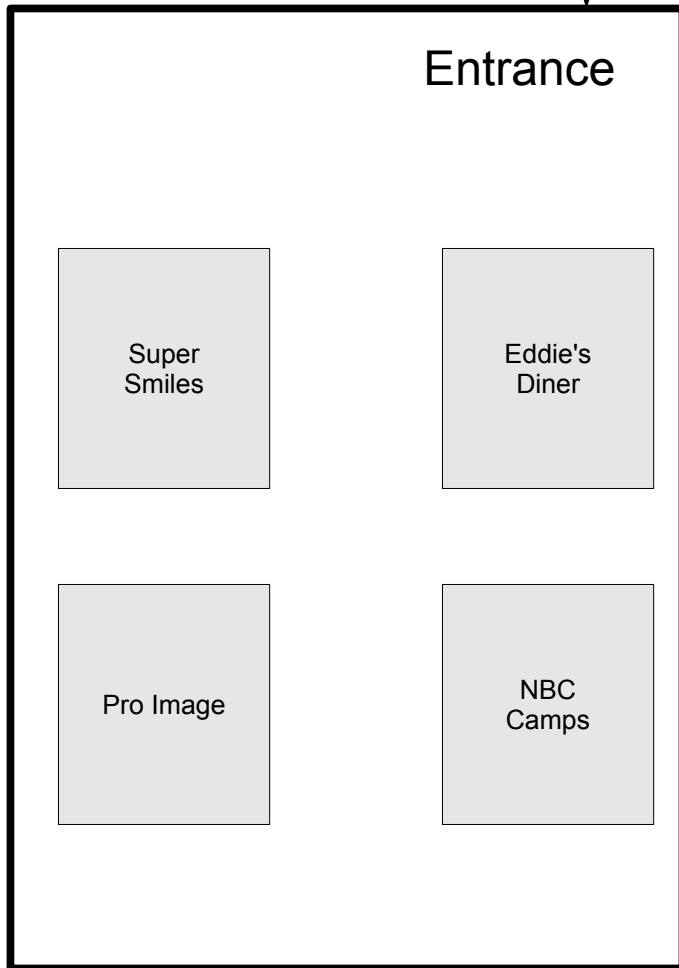 Entrance
Super
Smiles
Eddie's
Diner
Pro Image
NBC
Camps